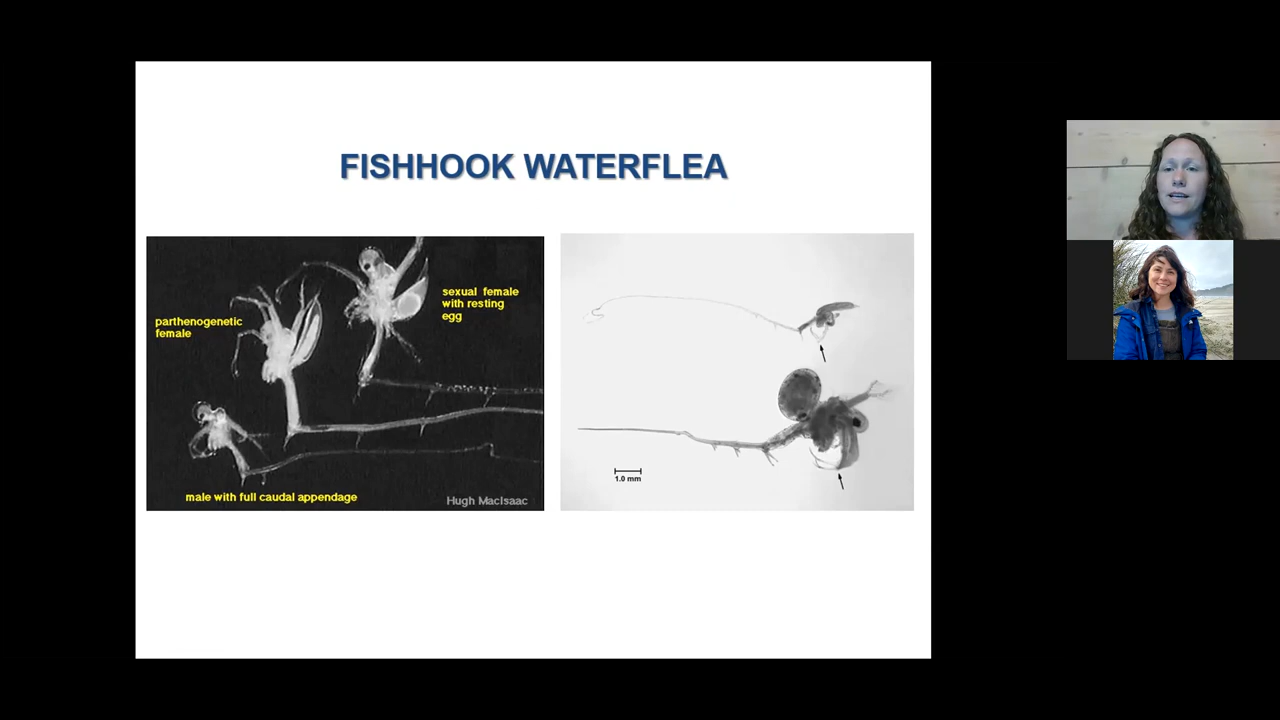 FISHHOOK WATERFLEA
sexual female
with resting
egg
parthenogenetic
female
male with full caudal appendage
Hugh MacIsaac
1.0 mm